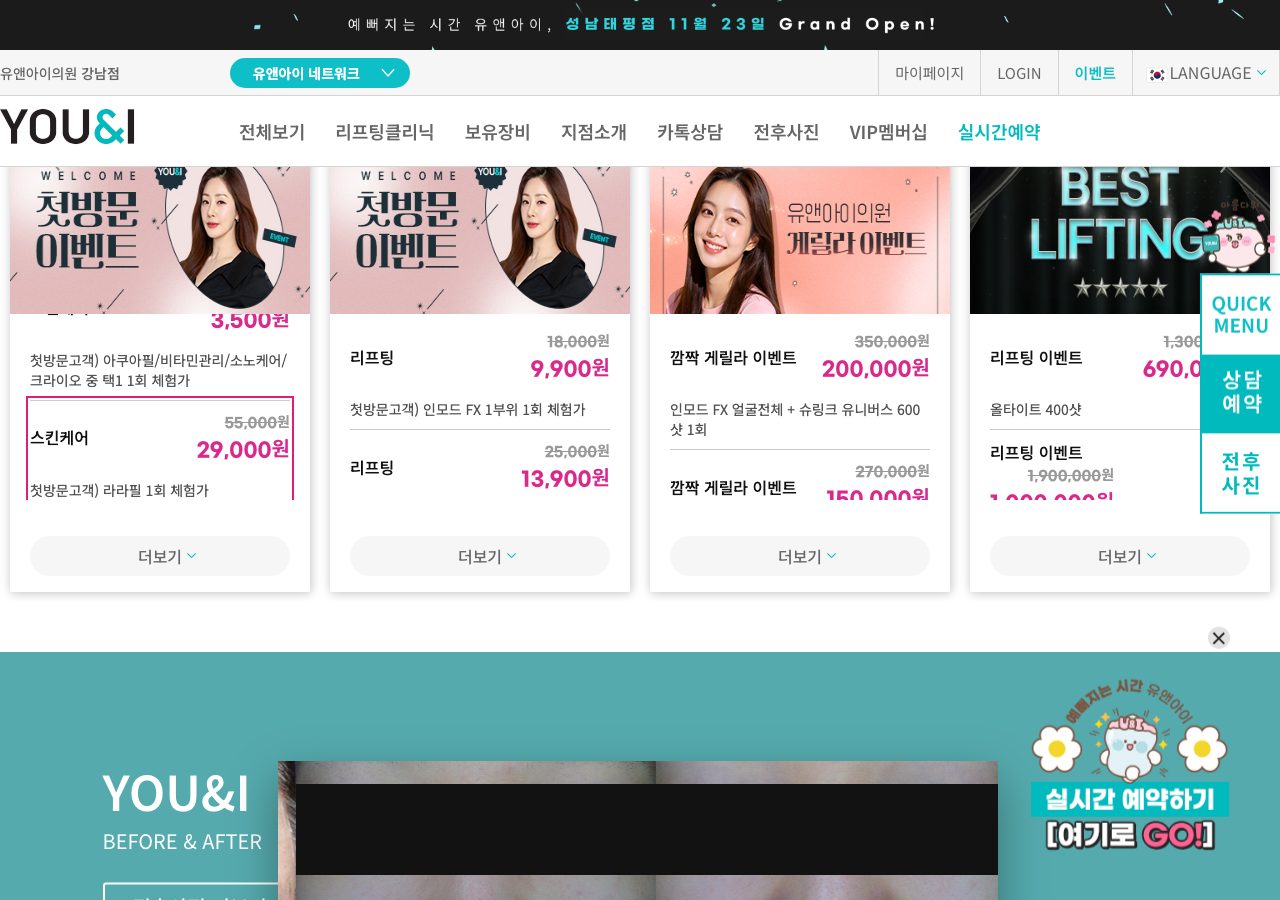 예뻐지는 시간 유앤아이, 성남태평점 11월 23일 Grand Open!
유앤아이의원 강남점
유앤아이 네트워크
마이페이지
LOGIN
이벤트
LANGUAGE
YOU&I
전체보기
리프팅클리닉
보유장비
지점소개
카톡상담
전후사진
VIP멤버십
실시간예약
WELCOME
YOU&I
첫방문
이벤트
EVENT
3,500원
첫방문고객) 아쿠아필/비타민관리/소노케어/
크라이오 중 택1 1회 체험가
55,000원
스킨케어
29,000원
첫방문고객) 라라필 1회 체험가
더보기
WELCOME
YOU&I
첫방문
이벤트
EVENT
18,000원
리프팅
9,900원
첫방문고객) 인모드 FX 1부위 1회 체험가
25,000원
리프팅
13,900원
더보기
유앤아이의원
게릴라 이벤트
350,000원
깜짝 게릴라 이벤트
200,000원
인모드 FX 얼굴전체 + 슈링크 유니버스 600
샷 1회
270,000원
깜짝 게릴라 이벤트
150,000원
더보기
BEST
LIFTING
1,300
리프팅 이벤트
690,0
올타이트 400샷
리프팅 이벤트
1,900,000원
더보기
QUICK
MENU
상담
예약
전후
사진
YOU&I
BEFORE & AFTER
예뻐지는 시간 유앤아이
U&I
실시간 예약하기
[여기로 GO!]